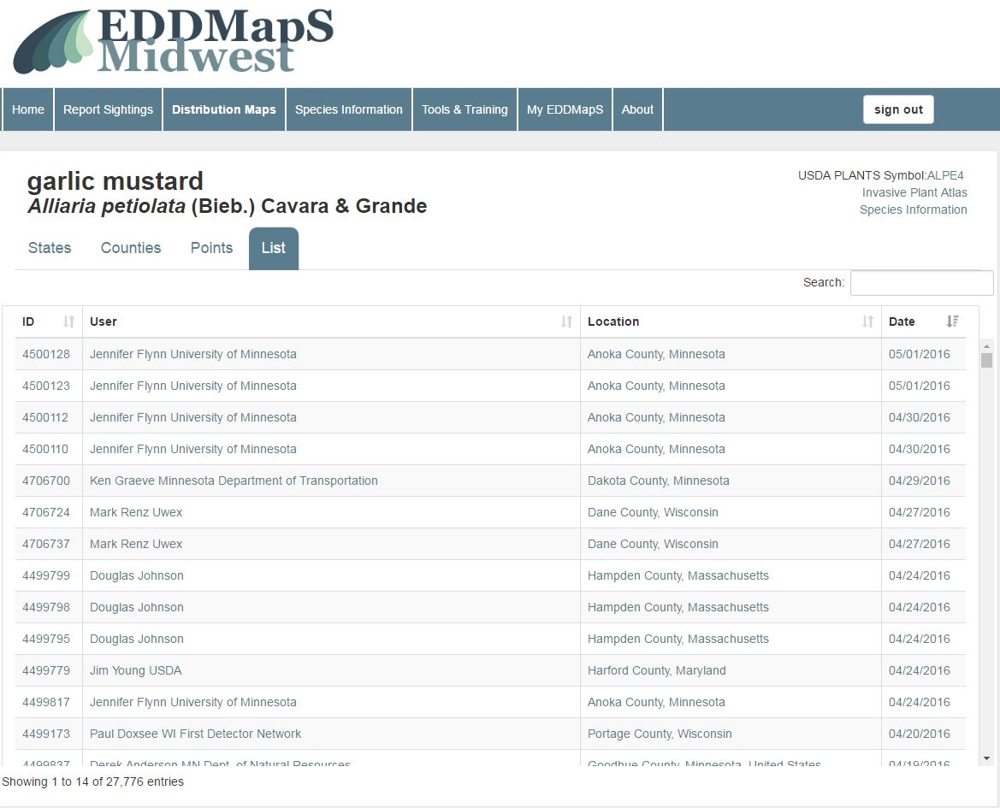 EDDMapS
Midwest
Home Report Sightings Distribution Maps Species Information Tools & Training My EDDMapS About sign out
garlic mustard
Alliaria petiolata (Bieb.) Cavara & Grande
USDA PLANTS Symbol:ALPE4
Invasive Plant Atlas
Species Information
States Counties Points List
Search:
ID User Location Date
4500128 Jennifer Flynn University of Minnesota Anoka County, Minnesota 05/01/2016
4500123 Jennifer Flynn University of Minnesota Anoka County, Minnesota 05/01/2016
4500112 Jennifer Flynn University of Minnesota Anoka County, Minnesota 04/30/2016
4500110 Jennifer Flynn University of Minnesota Anoka County, Minnesota 04/30/2016
4706700 Ken Graeve Minnesota Department of Transportation Dakota County, Minnesota 04/29/2016
4706724 Mark Renz Uwex Dane County, Wisconsin 04/27/2016
4706737 Mark Renz Uwex Dane County, Wisconsin 04/27/2016
4499799 Douglas Johnson Hampden County, Massachusetts 04/24/2016
4499798 Douglas Johnson Hampden County, Massachusetts 04/24/2016
4499795 Douglas Johnson Hampden County, Massachusetts 04/24/2016
4499779 Jim Young USDA Harford County, Maryland 04/24/2016
4499817 Jennifer Flynn University of Minnesota Anoka County, Minnesota 04/24/2016
4499173 Paul Doxsee WI First Detector Network Portage County, Wisconsin 04/20/2016
4499837 Derek Anderson MN Dept. of Natural Resources Goodhue County, Minnesota, United States 04/19/2016
Showing 1 to 14 of 27,776 entries